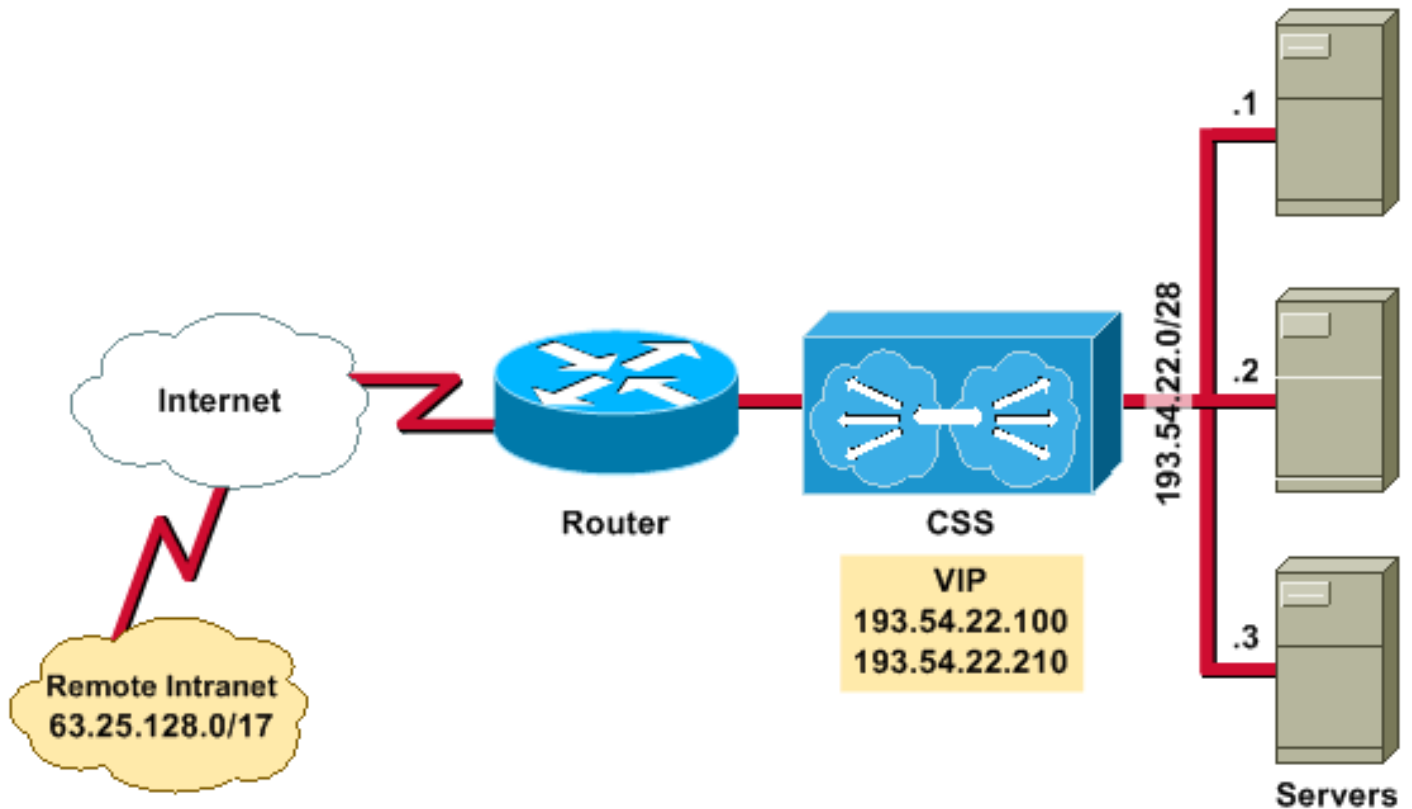 Internet
Remote Intranet
63.25.128.0/17
Router
CSS
VIP
193.54.22.100
193.54.22.210
193.54.22.0/28
.1
.2
.3
Servers